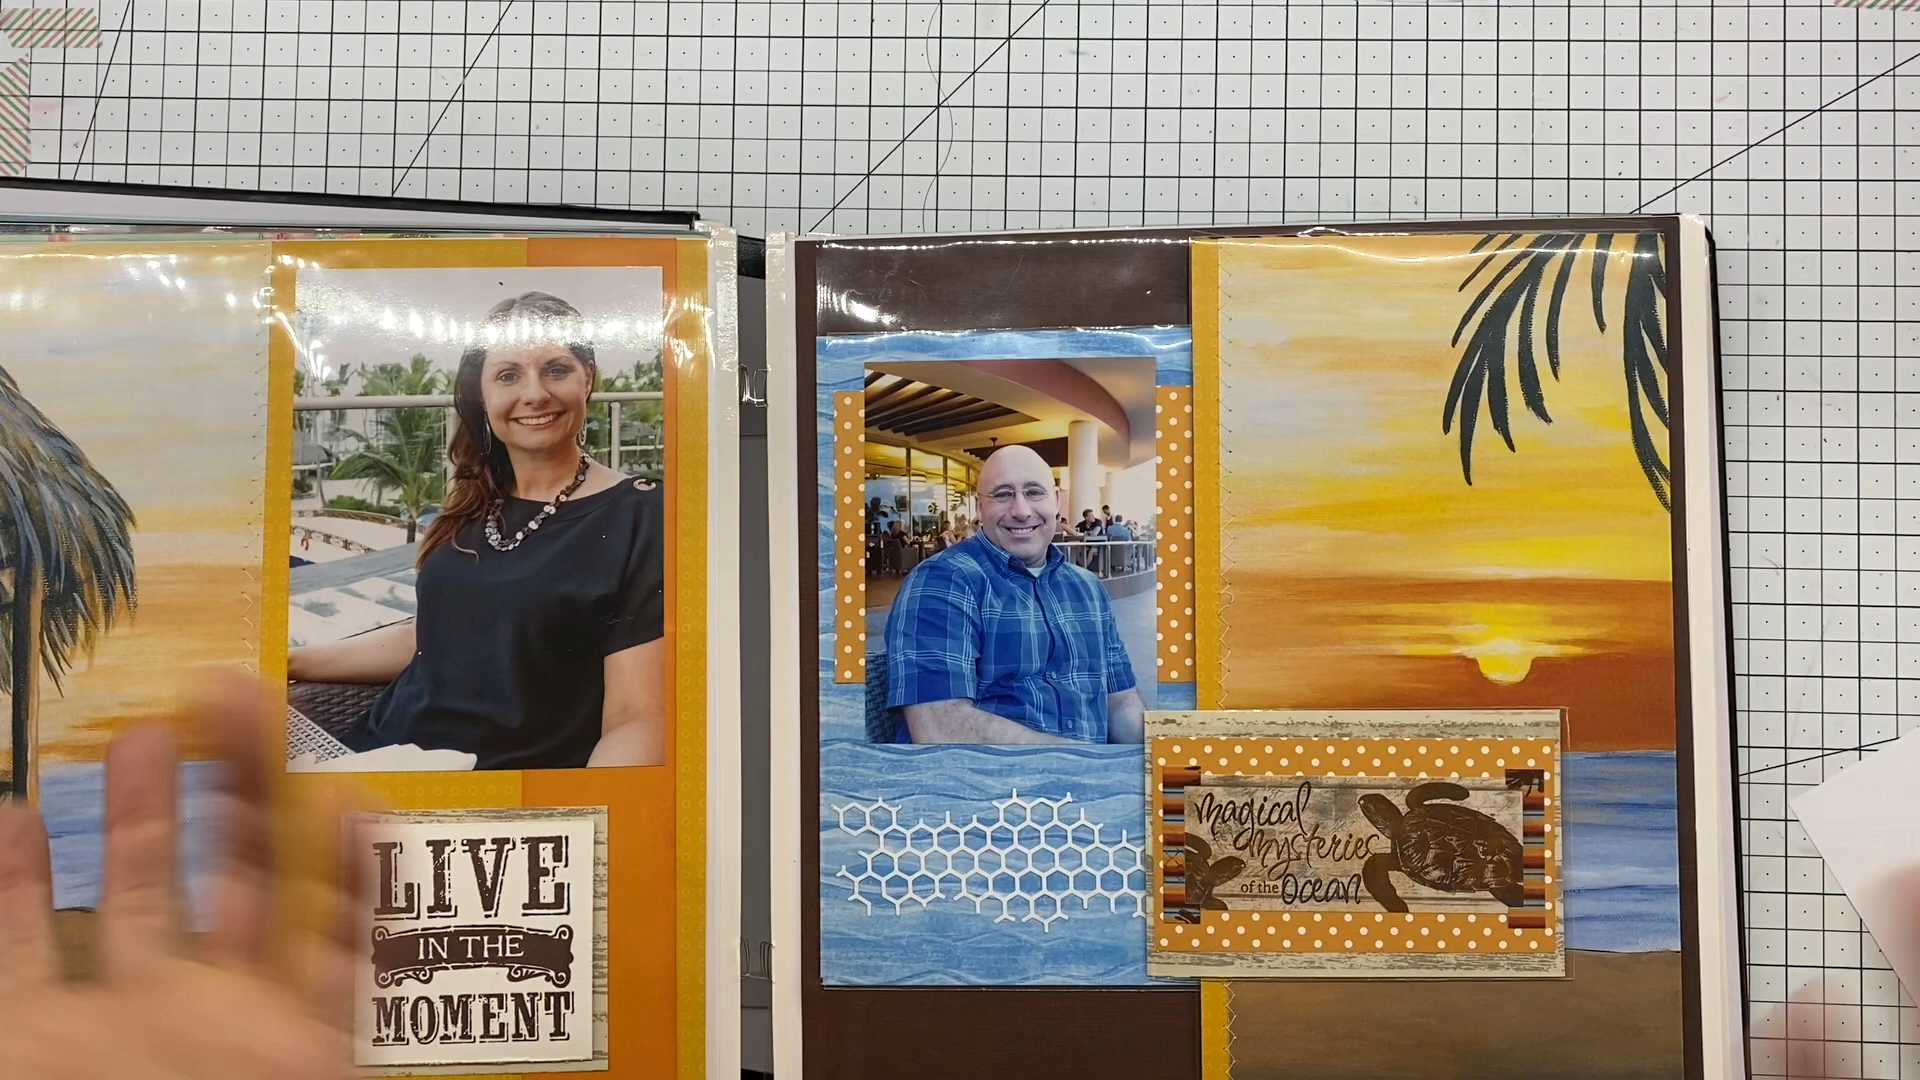 LIVE
IN THE
MOMENT
magical
mysteries
of the Ocean